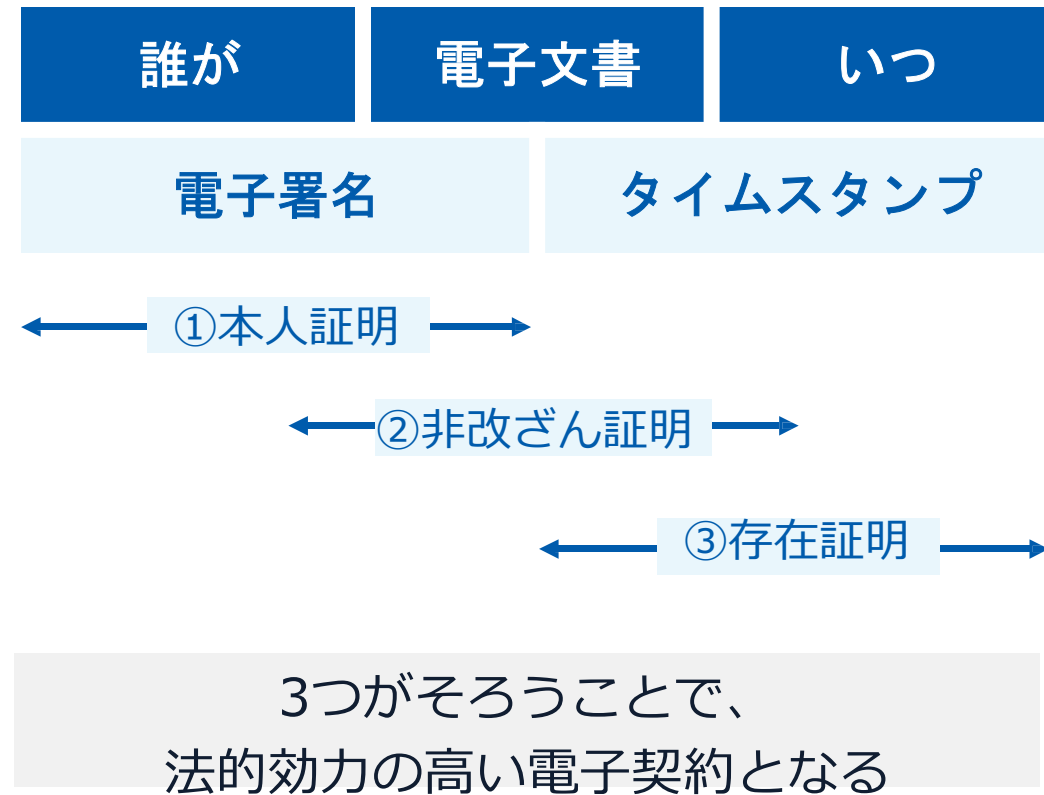 誰が
電子文書
いつ
電子署名
タイムスタンプ
①本人証明
②非改ざん証明
③存在証明
3つがそろうことで、
法的効力の高い電子契約となる